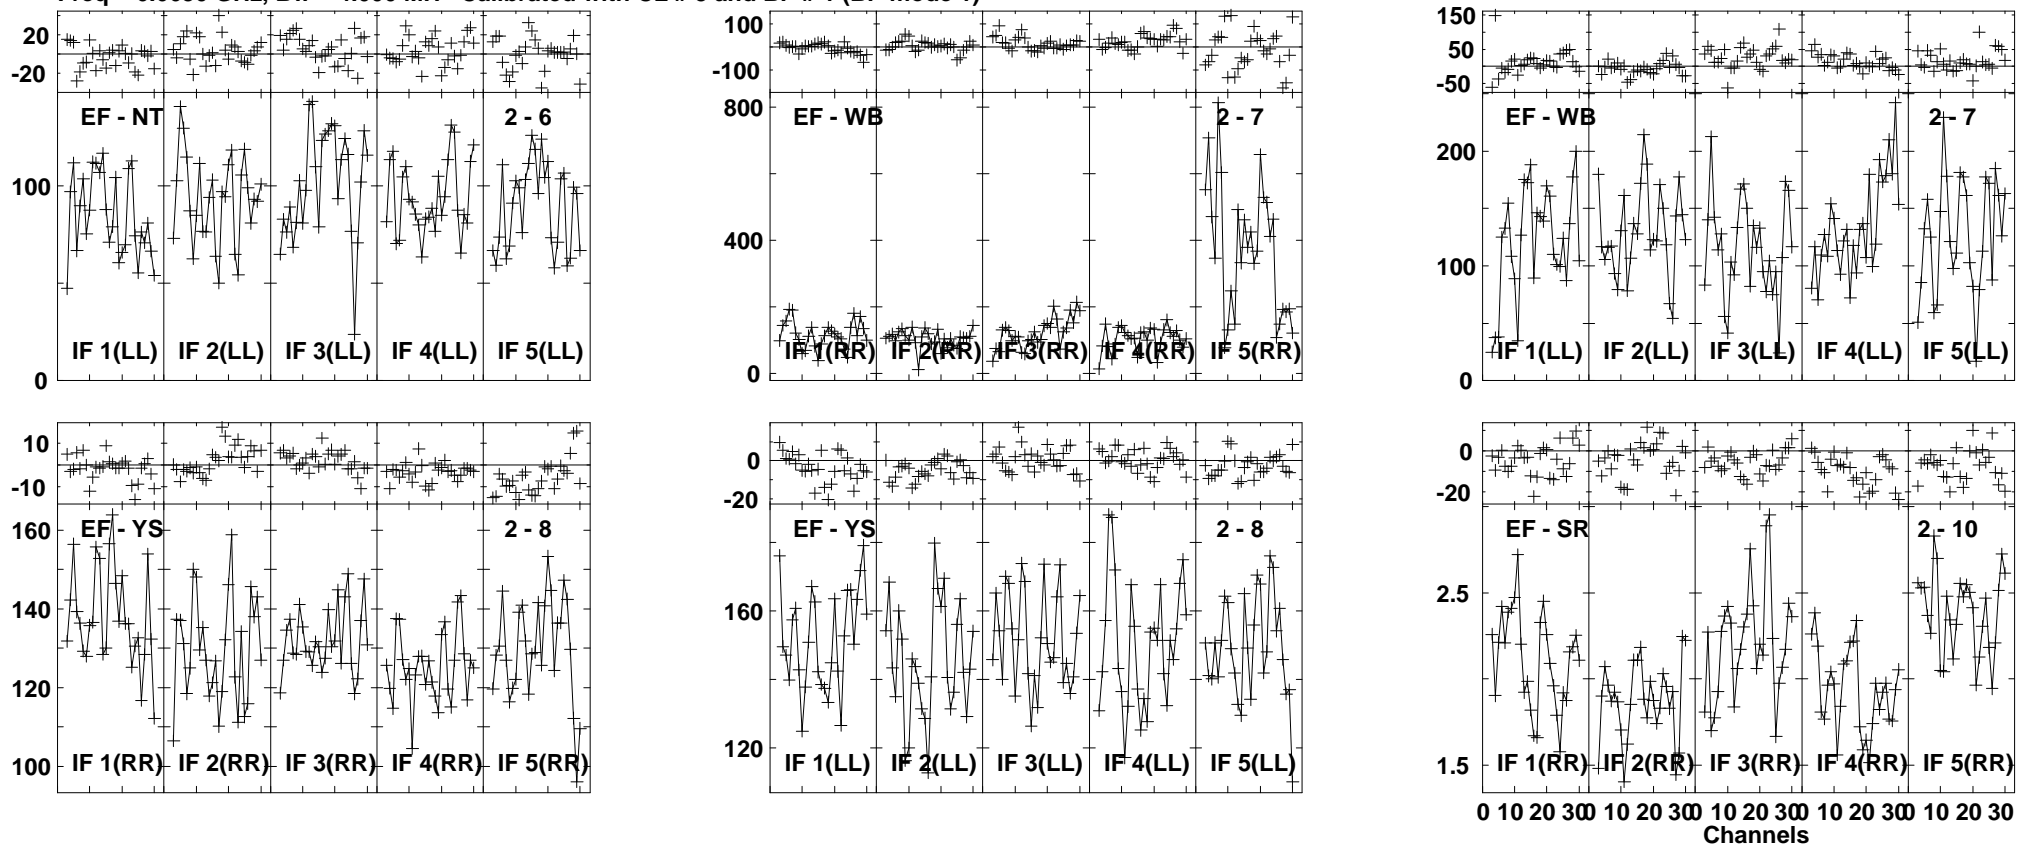 20
-20
EF - NT
2 - 6
100
0
IF 1(LL) IF 2(LL) IF 3(LL) IF 4(LL) IF 5(LL)
100
-100
EF - WB
2 - 7
800
400
0
IF 1(RR) IF 2(RR) IF 3(RR) IF 4(RR) IF 5(RR)
150
50
-50
EF - WB
2 - 7
200
100
0
IF 1(LL) IF 2(LL) IF 3(LL) IF 4(LL) IF 5(LL)
10
-10
EF - YS
2 - 8
160
140
120
100
IF 1(RR) IF 2(RR) IF 3(RR) IF 4(RR) IF 5(RR)
0
-20
EF - YS
2 - 8
160
120
IF 1(LL) IF 2(LL) IF 3(LL) IF 4(LL) IF 5(LL)
0
-20
EF - SR
2 - 10
2.5
1.5
IF 1(RR) IF 2(RR) IF 3(RR) IF 4(RR) IF 5(RR)
0 10 20 30 0 10 20 30 0 10 20 30 0 10 20 30 0 10 20 30
Channels